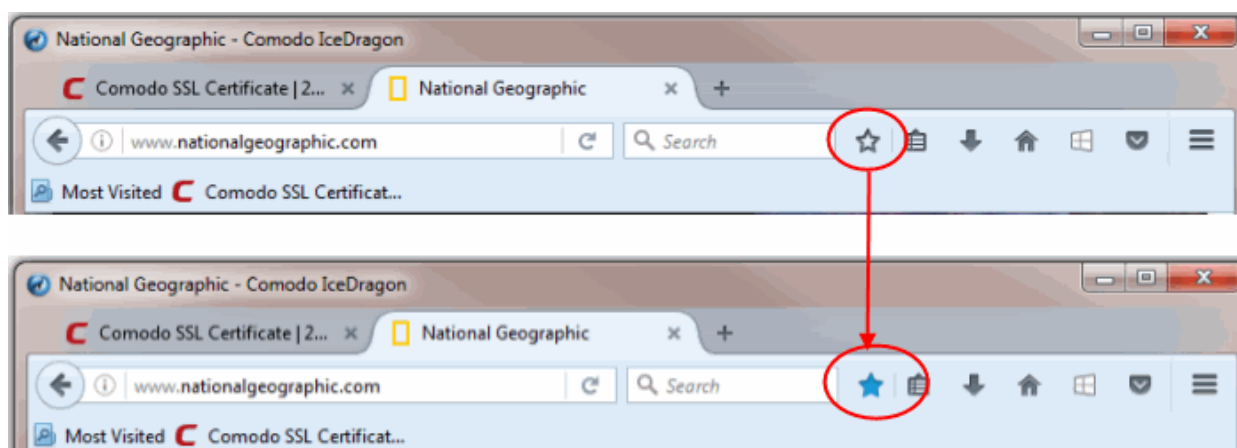 National Geographic - Comodo IceDragon
Comodo SSL Certificate | 2... National Geographic
www.nationalgeographic.com Search
Most Visited Comodo SSL Certificat...
National Geographic - Comodo IceDragon
Comodo SSL Certificate | 2... National Geographic
www.nationalgeographic.com Search
Most Visited Comodo SSL Certificat...